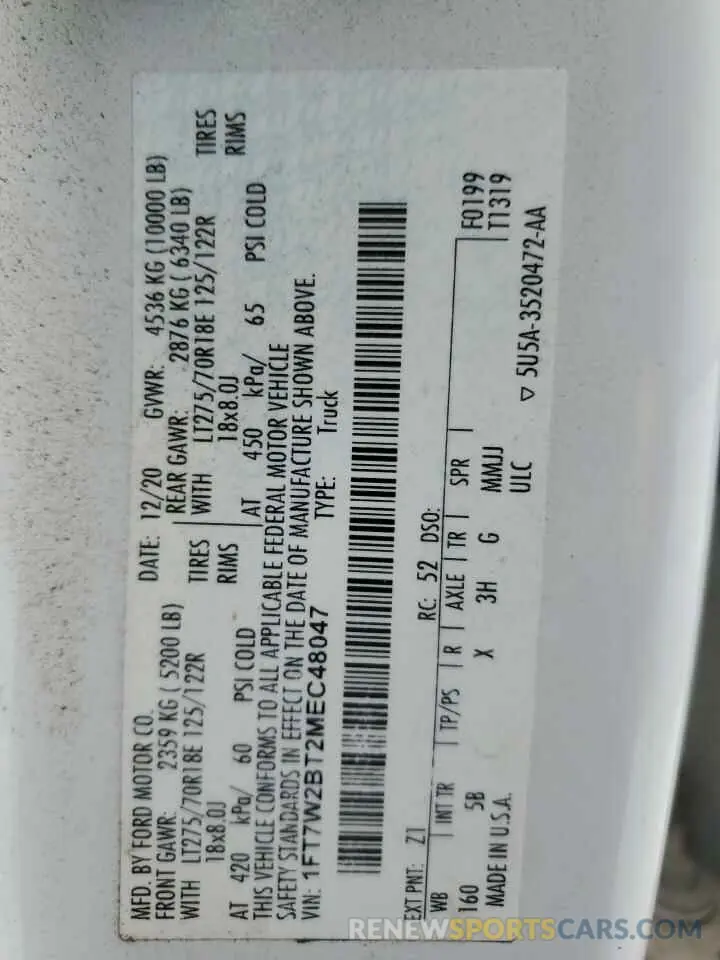 MFD. BY FORD MOTOR CO.
DATE: 12/20 GVWR: 4536 KG (10000 LB)
FRONT GAWR: 2359 KG ( 5200 LB)
REAR GAWR: 2876 KG ( 6340 LB)
WITH LT275/70R18E 125/122R TIRES
WITH LT275/70R18E 125/122R TIRES
18x8.0J RIMS
18x8.0J RIMS
AT 420 kPa/ 60 PSI COLD
AT 450 kPa/ 65 PSI COLD
THIS VEHICLE CONFORMS TO ALL APPLICABLE FEDERAL MOTOR VEHICLE
SAFETY STANDARDS IN EFFECT ON THE DATE OF MANUFACTURE SHOWN ABOVE.
VIN: 1FT7W2BT2MEC48047 TYPE: Truck
EXT PNT: Z1 RC: 52 DSO:
WB INT TR TP/PS R AXLE TR SPR F0199
160 5B X 3H G MMJJ T1319
MADE IN U.S.A. ULC
▽ 5U5A-3520472-AA
RENEWSPORTSCARS.COM